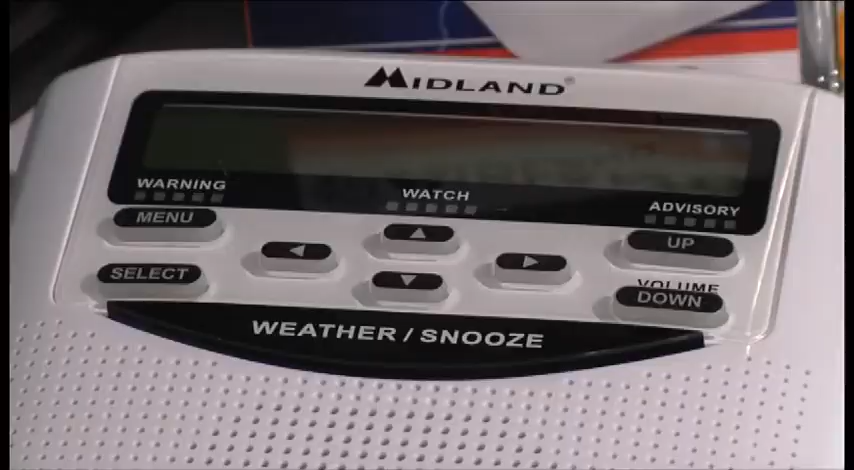 MIDLAND®
WARNING
WATCH
ADVISORY
MENU
UP
SELECT
VOLUME
DOWN
WEATHER / SNOOZE